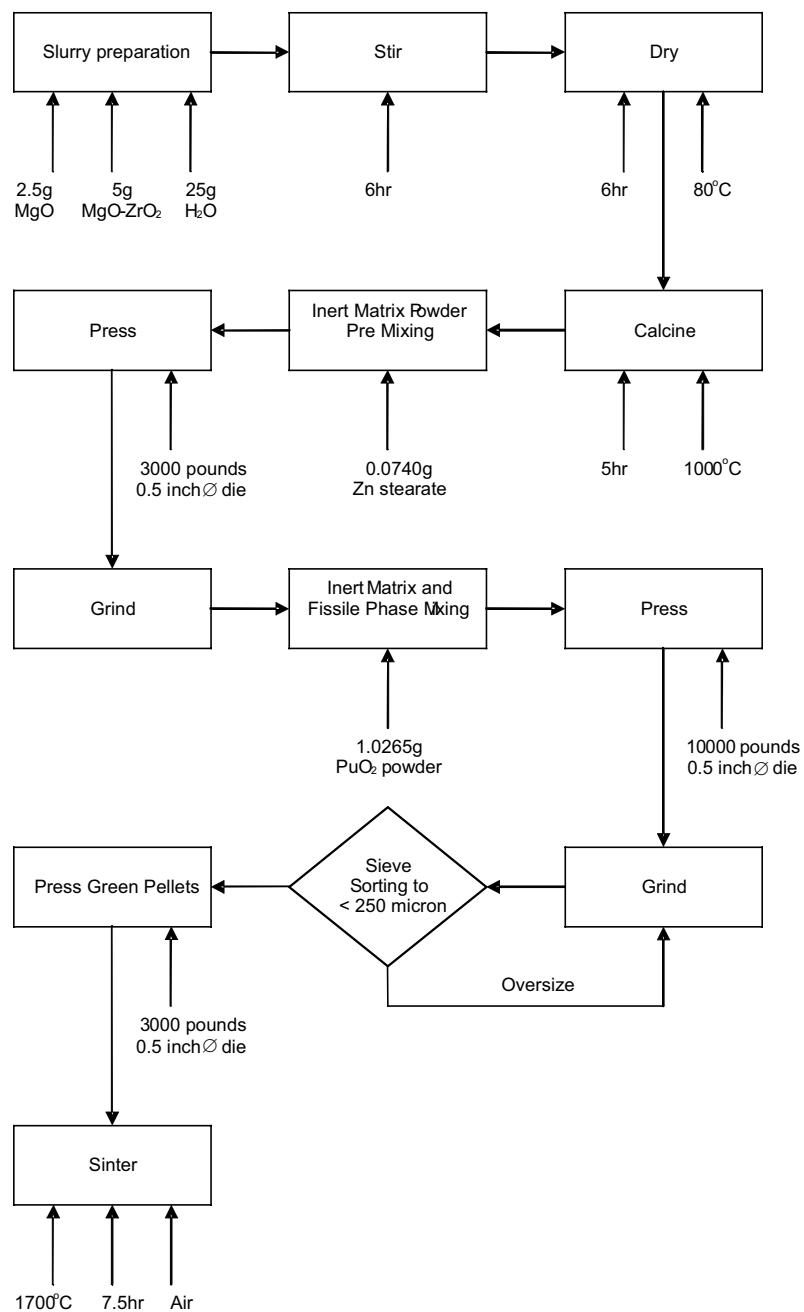 Slurry preparation
Stir
Dry
2.5g
MgO
5g
MgO-ZrO₂
25g
H₂O
6hr
6hr
80°C
Press
Inert Matrix Powder
Pre Mixing
Calcine
3000 pounds
0.5 inch∅ die
0.0740g
Zn stearate
5hr
1000°C
Grind
Inert Matrix and
Fissile Phase Mixing
Press
1.0265g
PuO₂ powder
10000 pounds
0.5 inch∅ die
Press Green Pellets
Sieve
Sorting to
< 250 micron
Grind
Oversize
3000 pounds
0.5 inch∅ die
Sinter
1700°C
7.5hr
Air